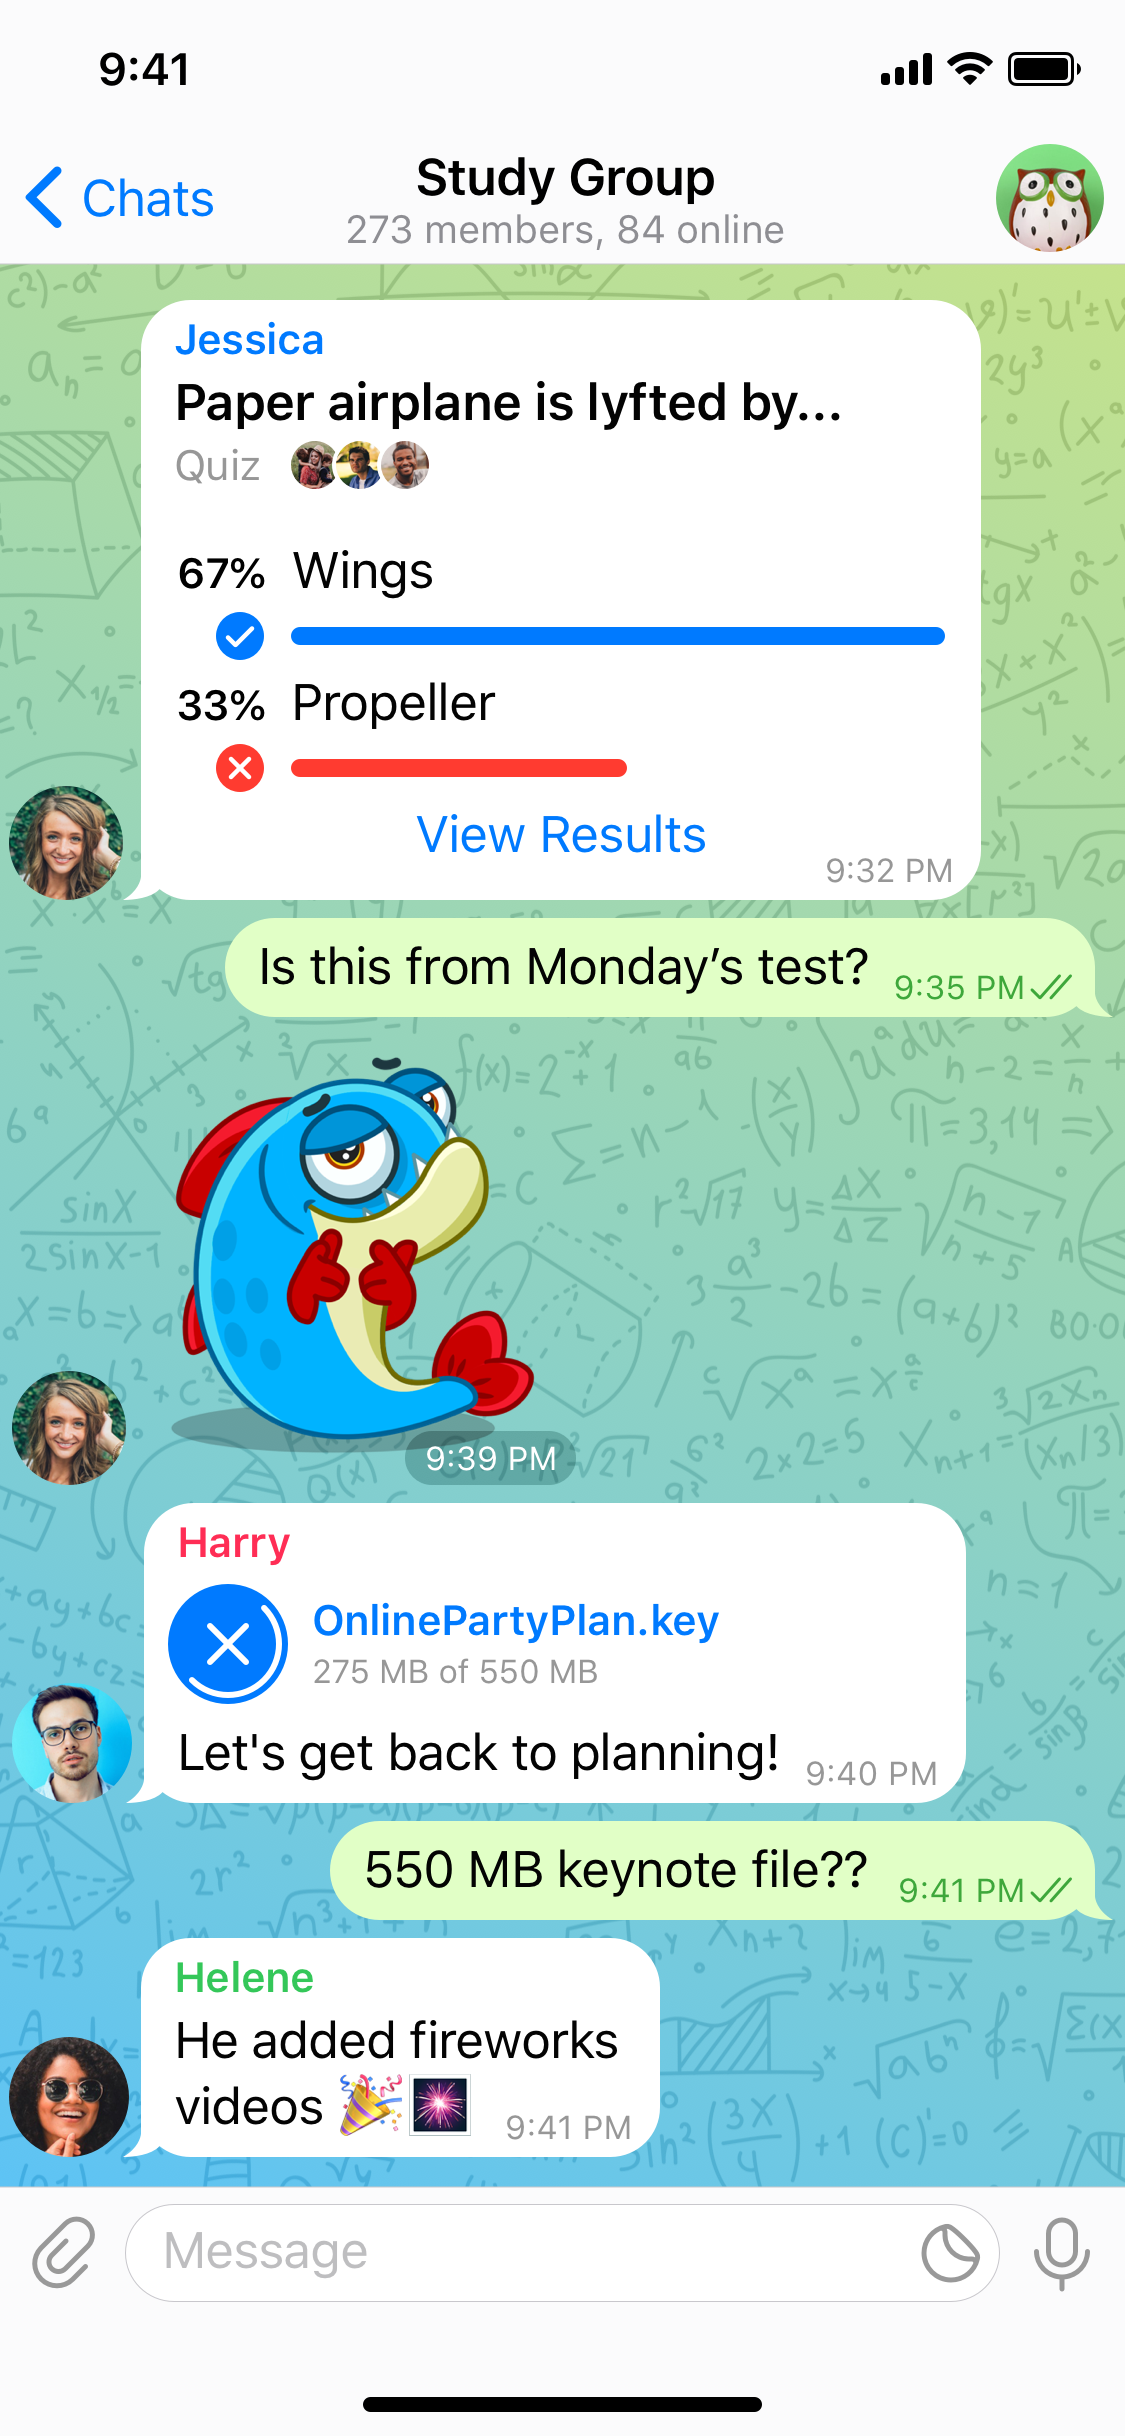 9:41
Chats
Study Group
273 members, 84 online
Jessica
Paper airplane is lyfted by...
Quiz
67% Wings
33% Propeller
View Results
9:32 PM
Is this from Monday’s test?
9:35 PM
9:39 PM
Harry
OnlinePartyPlan.key
275 MB of 550 MB
Let's get back to planning!
9:40 PM
550 MB keynote file??
9:41 PM
Helene
He added fireworks
videos 🎉🎆
9:41 PM
Message